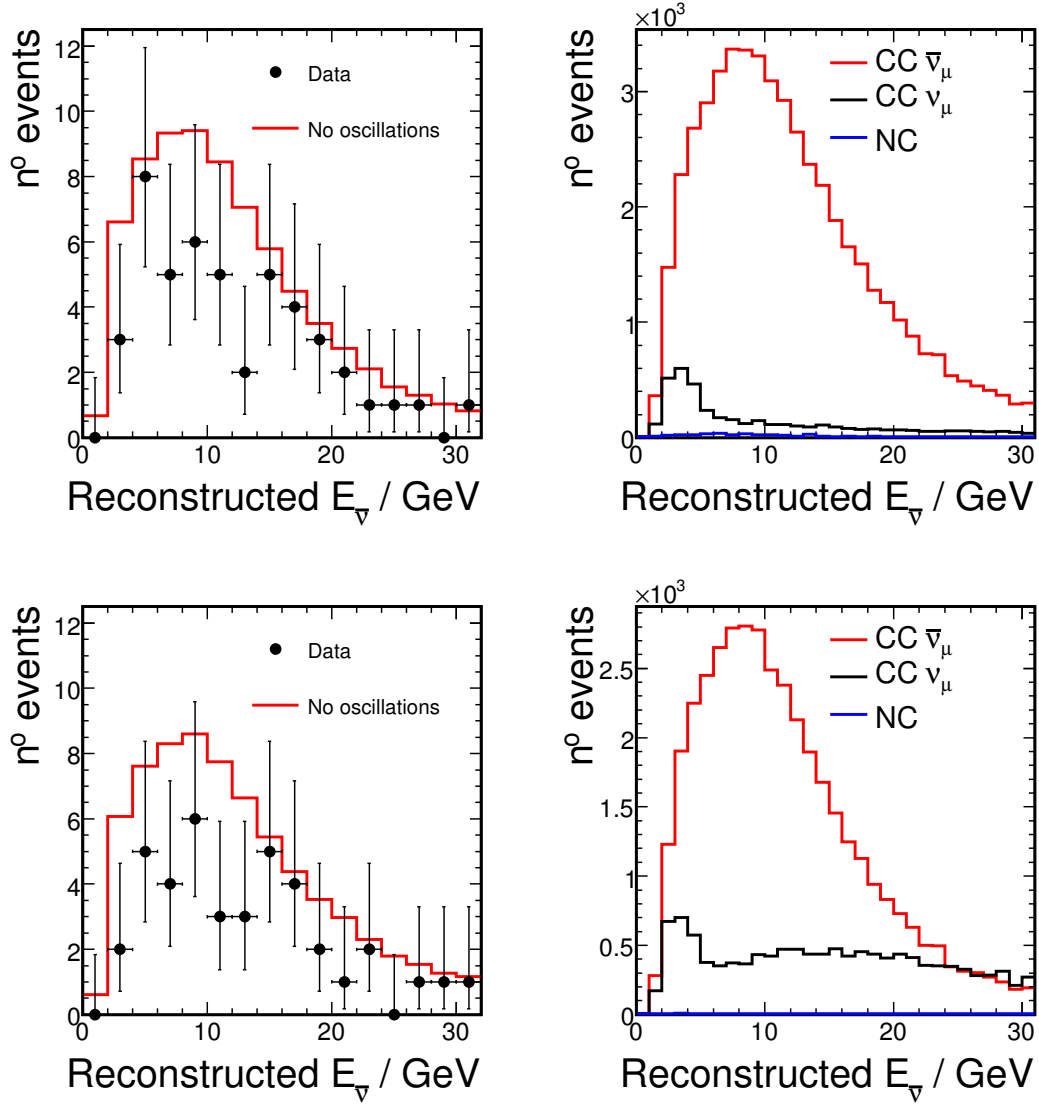 nº events
12
10
8
6
4
2
0
Data
No oscillations
0 10 20 30
Reconstructed E_ν̅ / GeV
×10³
nº events
3
2
1
0
CC ν̅_μ
CC ν_μ
NC
0 10 20 30
Reconstructed E_ν̅ / GeV
nº events
12
10
8
6
4
2
0
Data
No oscillations
0 10 20 30
Reconstructed E_ν̅ / GeV
×10³
nº events
2.5
2
1.5
1
0.5
0
CC ν̅_μ
CC ν_μ
NC
0 10 20 30
Reconstructed E_ν̅ / GeV